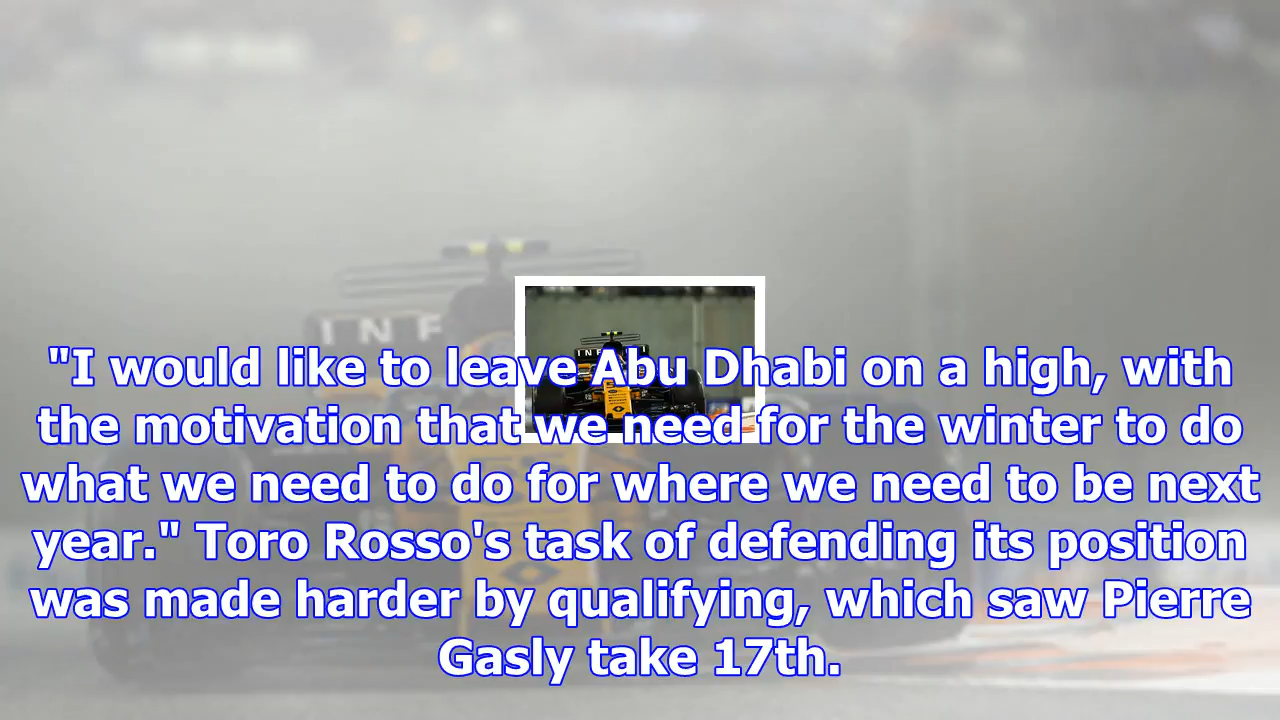 INF
"I would like to leave Abu Dhabi on a high, with
the motivation that we need for the winter to do
what we need to do for where we need to be next
year." Toro Rosso's task of defending its position
was made harder by qualifying, which saw Pierre
Gasly take 17th.